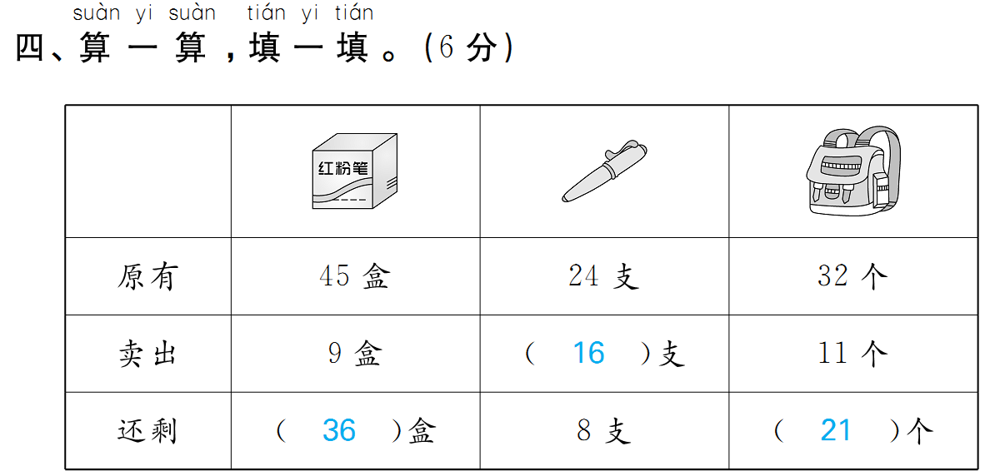 suàn yi suàn tián yi tián
四、算一算,填一填。(6分)
红粉笔
原有 45盒 24支 32个
卖出 9盒 ( 16 )支 11个
还剩 ( 36 )盒 8支 ( 21 )个